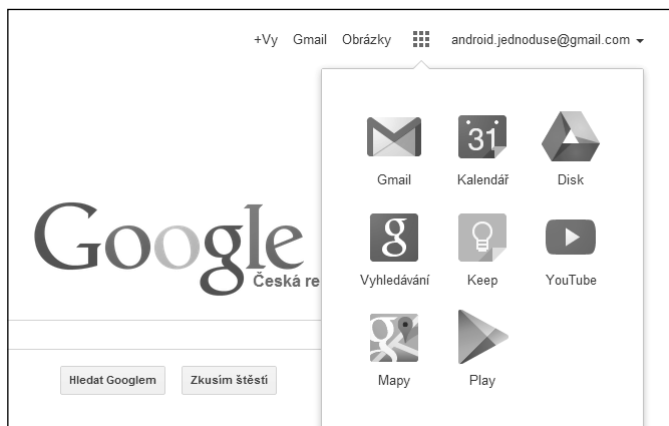 +Vy Gmail Obrázky android.jednoduse@gmail.com
31
Gmail Kalendář Disk
Google
Česká re
g
Vyhledávání Keep YouTube
Hledat Googlem Zkusím štěstí
g
Mapy Play